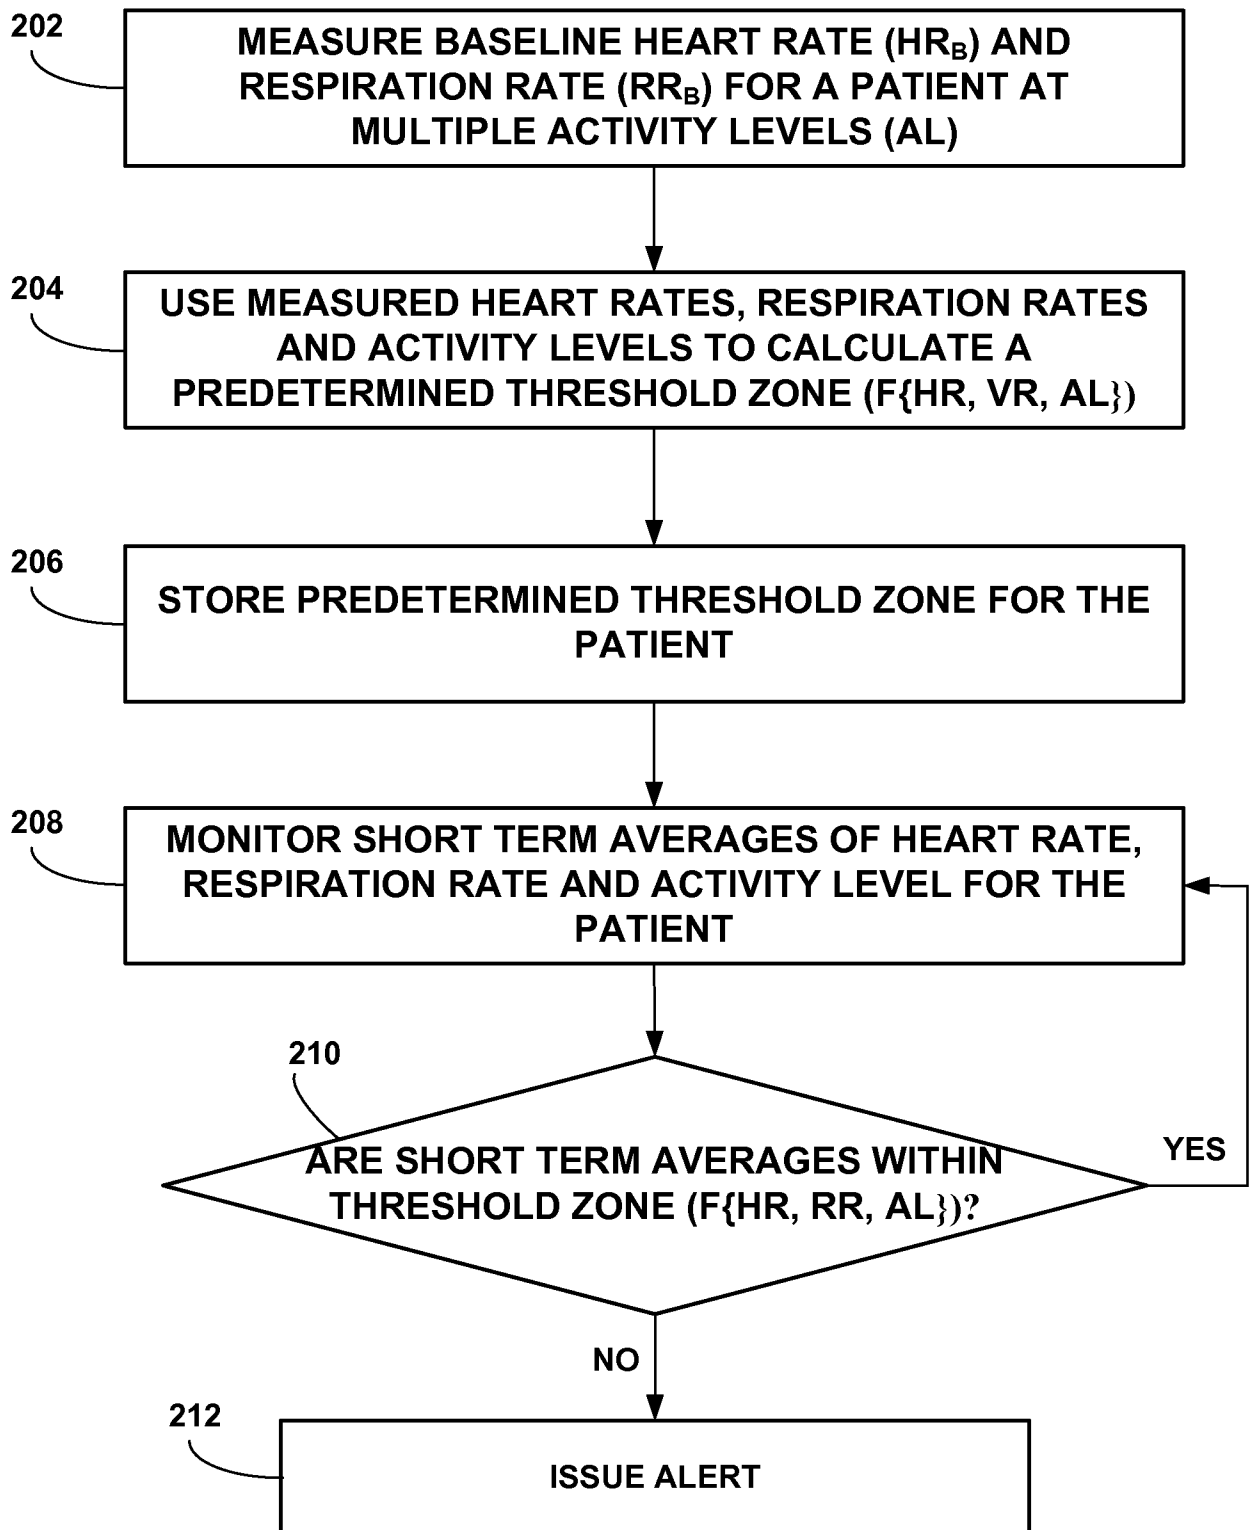 202
MEASURE BASELINE HEART RATE (HRB) AND
RESPIRATION RATE (RRB) FOR A PATIENT AT
MULTIPLE ACTIVITY LEVELS (AL)
204
USE MEASURED HEART RATES, RESPIRATION RATES
AND ACTIVITY LEVELS TO CALCULATE A
PREDETERMINED THRESHOLD ZONE (F{HR, VR, AL})
206
STORE PREDETERMINED THRESHOLD ZONE FOR THE
PATIENT
208
MONITOR SHORT TERM AVERAGES OF HEART RATE,
RESPIRATION RATE AND ACTIVITY LEVEL FOR THE
PATIENT
210
ARE SHORT TERM AVERAGES WITHIN
THRESHOLD ZONE (F{HR, RR, AL})?
YES
NO
212
ISSUE ALERT